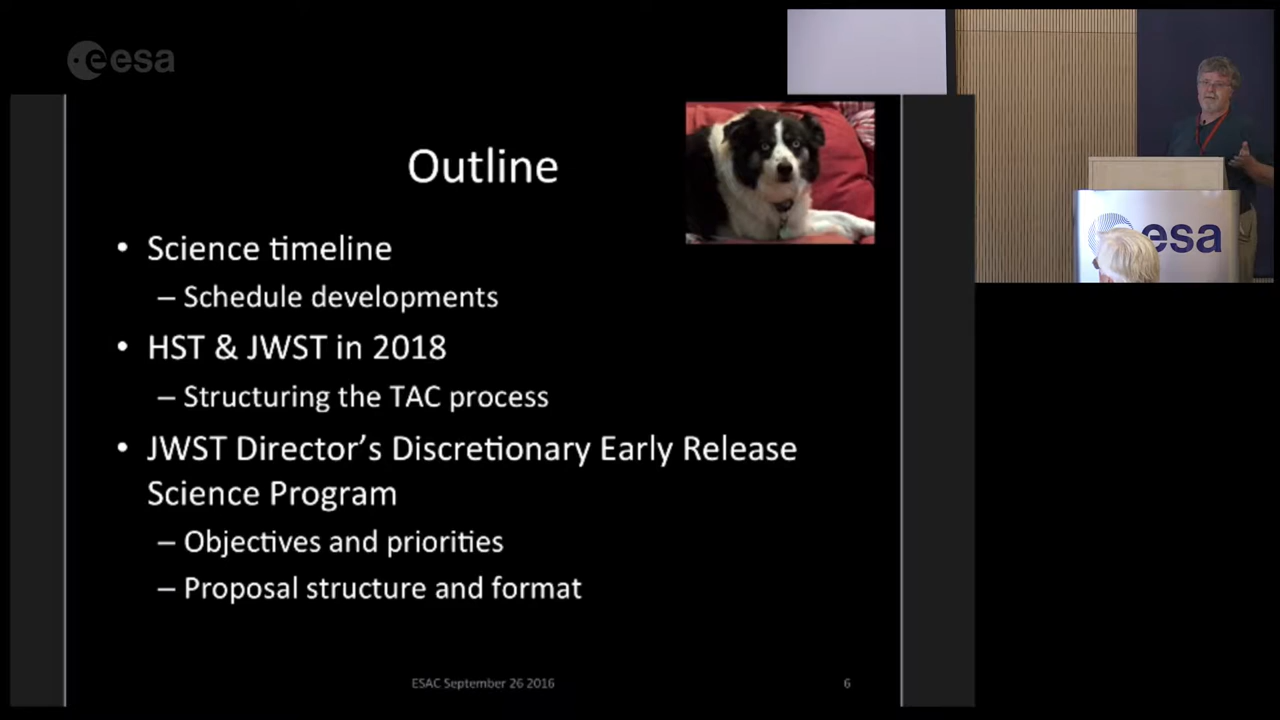 esa
Outline
• Science timeline
– Schedule developments
• HST & JWST in 2018
– Structuring the TAC process
• JWST Director’s Discretionary Early Release
Science Program
– Objectives and priorities
– Proposal structure and format
ESAC September 26 2016
6
esa